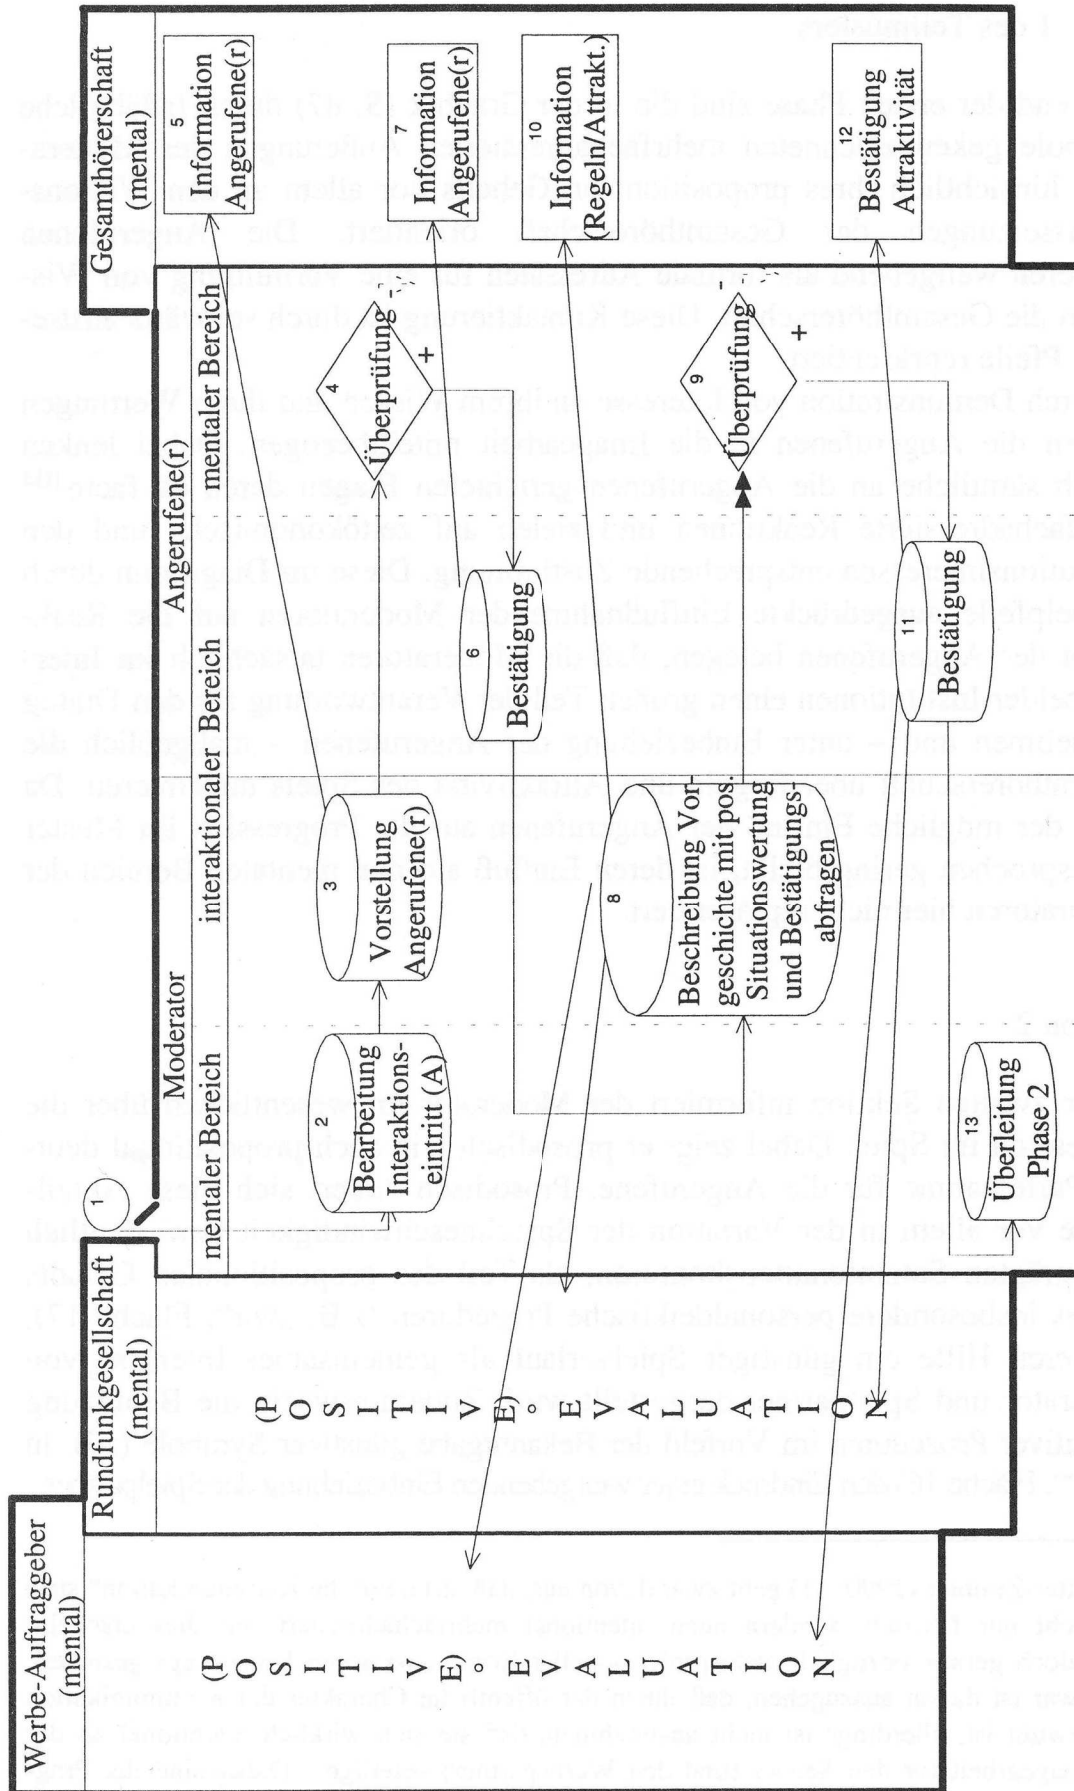 Werbe-Auftraggeber
(mental)
(POSITIVE) ° EVALUATION
Rundfunkgesellschaft
(mental)
(POSITIVE) ° EVALUATION
Moderator
mentaler Bereich
interaktionaler Bereich
Angerufene(r)
mentaler Bereich
Gesamthörerschaft
(mental)
1
2
Bearbeitung
Interaktions-
eintritt (A)
3
Vorstellung
Angerufene(r)
4
Überprüfung
-
+
5
Information
Angerufene(r)
6
Bestätigung
7
Information
Angerufene(r)
8
Beschreibung Vor-
geschichte mit pos.
Situationswertung
und Bestätigungs-
abfragen
9
Überprüfung
-
+
10
Information
(Regeln/Attrakt.)
11
Bestätigung
12
Bestätigung
Attraktivität
13
Überleitung
Phase 2